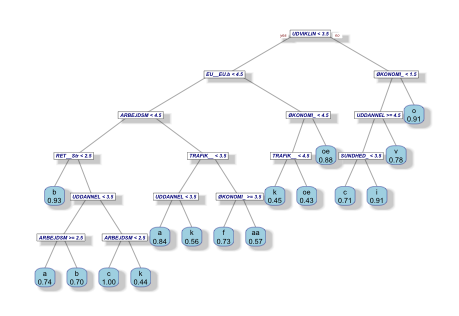 UDVIKLIN < 3.5
yes
no
EU__EU.b < 4.5
ØKONOMI_ < 1.5
ARBEJDSM < 4.5
ØKONOMI_ < 4.5
UDDANNEL >= 4.5
o
0.91
RET__Str < 2.5
TRAFIK__ < 3.5
TRAFIK__ < 4.5
oe
0.88
SUNDHED_ < 3.5
v
0.78
b
0.93
UDDANNEL < 3.5
UDDANNEL < 3.5
ØKONOMI_ >= 3.5
k
0.45
oe
0.43
c
0.71
i
0.91
ARBEJDSM >= 2.5
ARBEJDSM < 2.5
a
0.84
k
0.56
f
0.73
aa
0.57
a
0.74
b
0.70
c
1.00
k
0.44